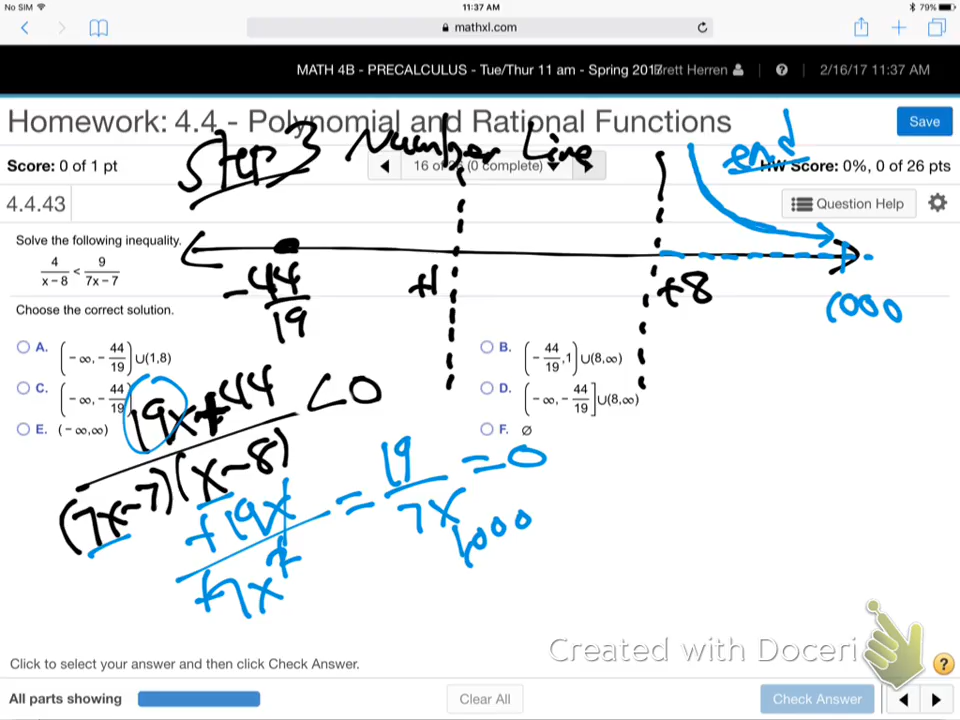 No SIM 11:37 AM 79%
mathxl.com
MATH 4B - PRECALCULUS - Tue/Thur 11 am - Spring 2017 Brett Herren ? 2/16/17 11:37 AM
Homework: 4.4 - Polynomial and Rational Functions Save
Step 3 Number Line end
Score: 0 of 1 pt 16 of (0 complete) HW Score: 0%, 0 of 26 pts
4.4.43 Question Help
Solve the following inequality.
4/(x − 8) < 9/(7x − 7)
-44/19 +1 +8 1000
Choose the correct solution.
A. (−∞, −44/19) ∪ (1,8)
B. (−44/19, 1) ∪ (8,∞)
C. (−∞, −44/19)
D. (−∞, −44/19] ∪ (8,∞)
E. (−∞,∞)
F. ∅
(19x+44)/((7x-7)(x-8)) < 0
+19x/+7x² = 19/7x = 0
1000
Created with Doceri
Click to select your answer and then click Check Answer. ?
All parts showing Clear All Check Answer